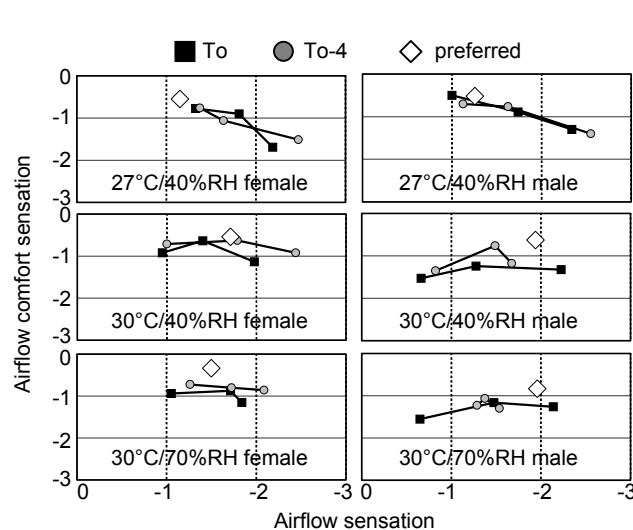 To To-4 preferred
Airflow comfort sensation
0
-1
-2
-3
27°C/40%RH female
27°C/40%RH male
0
-1
-2
-3
30°C/40%RH female
30°C/40%RH male
0
-1
-2
-3
30°C/70%RH female
30°C/70%RH male
0 -1 -2 -3 0 -1 -2 -3
-1 -2
Airflow sensation